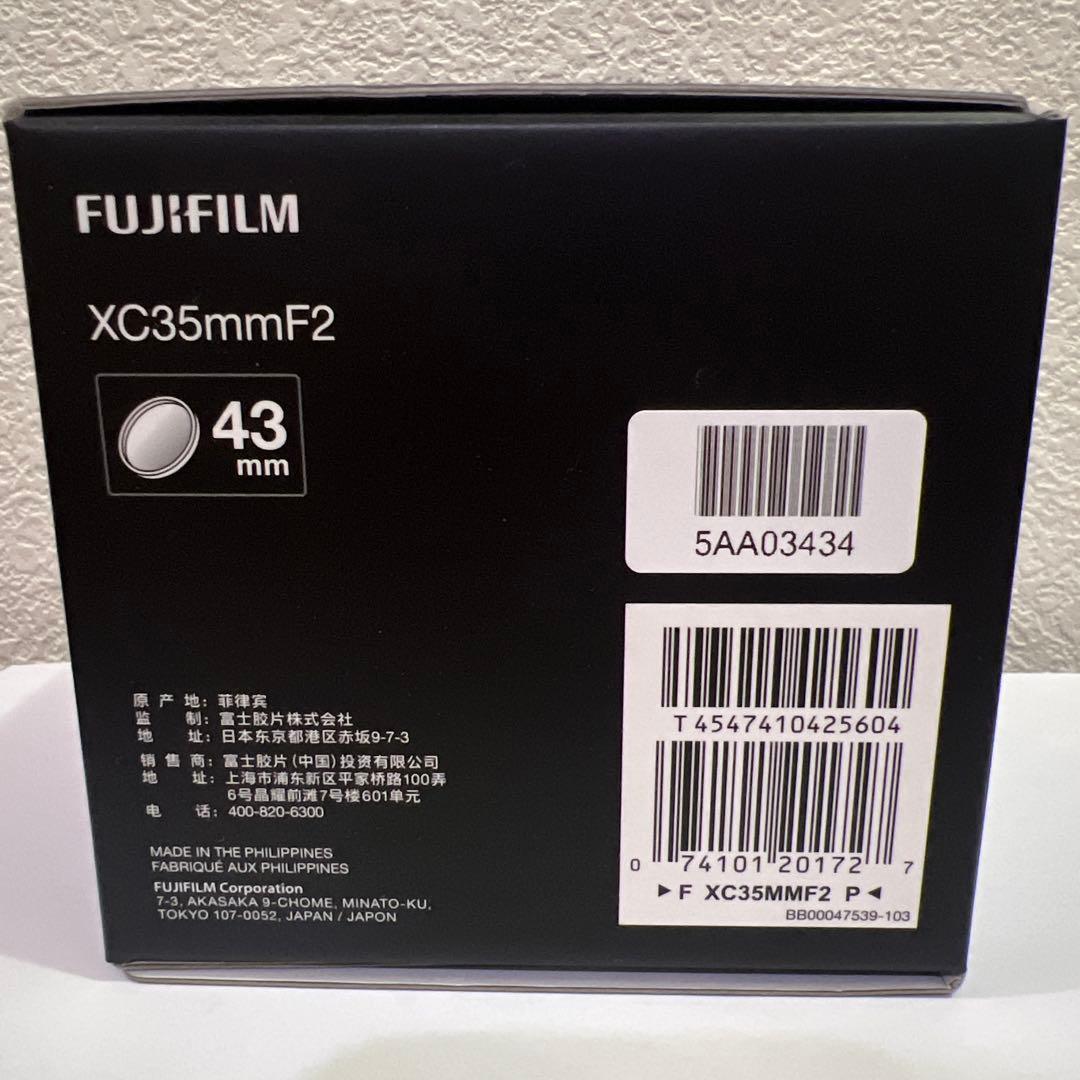 FUJIFILM
XC35mmF2
43
mm
5AA03434
T4547410425604
0 74101 20172 7
▶F XC35MMF2 P◀
BB00047539-103
原 产 地：菲律宾
监 制：富士胶片株式会社
地 址：日本东京都港区赤坂9-7-3
销 售 商：富士胶片（中国）投资有限公司
地 址：上海市浦东新区平家桥路100弄
6号晶耀前滩7号楼601单元
电 话：400-820-6300
MADE IN THE PHILIPPINES
FABRIQUÉ AUX PHILIPPINES
FUJIFILM Corporation
7-3, AKASAKA 9-CHOME, MINATO-KU,
TOKYO 107-0052, JAPAN / JAPON